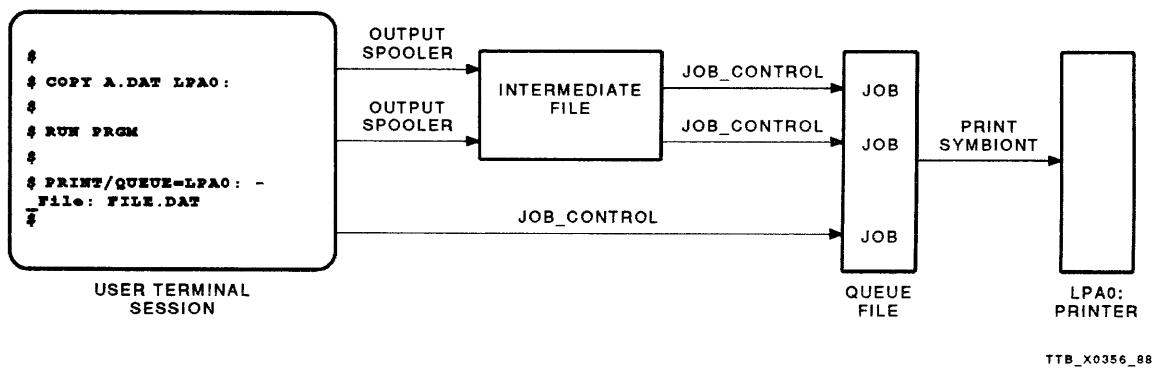 $
$ COPY A.DAT LPA0:
$
$ RUN PRGM
$
$ PRINT/QUEUE=LPA0: -
_File: FILE.DAT
$
USER TERMINAL
SESSION
OUTPUT
SPOOLER
OUTPUT
SPOOLER
INTERMEDIATE
FILE
JOB_CONTROL
JOB_CONTROL
JOB_CONTROL
JOB
JOB
JOB
QUEUE
FILE
PRINT
SYMBIONT
LPA0:
PRINTER
TTB_X0356_88